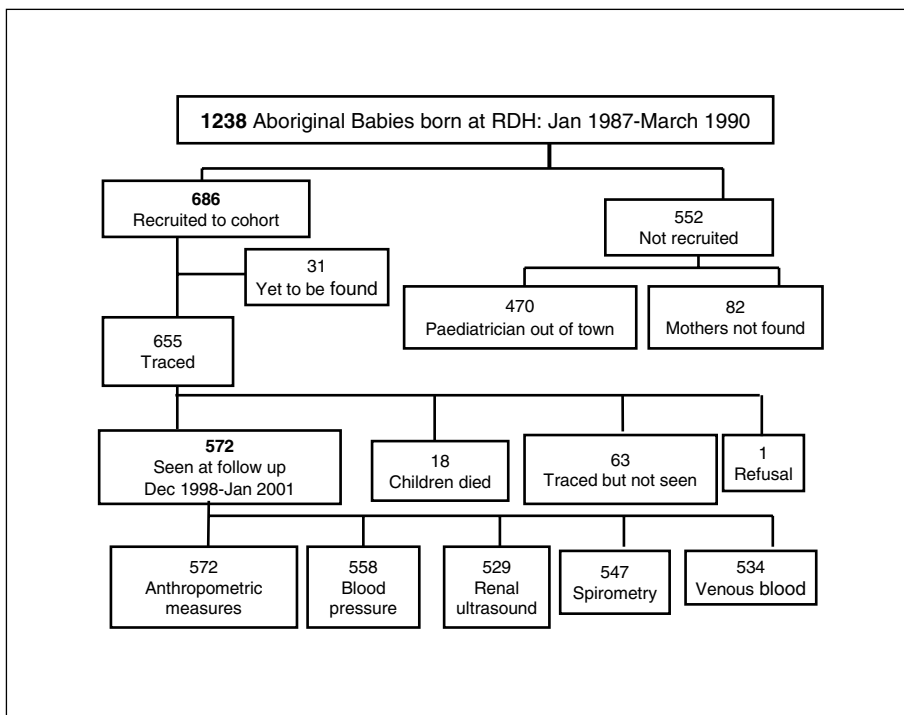 1238 Aboriginal Babies born at RDH: Jan 1987-March 1990
686
Recruited to cohort
552
Not recruited
31
Yet to be found
470
Paediatrician out of town
82
Mothers not found
655
Traced
572
Seen at follow up
Dec 1998-Jan 2001
18
Children died
63
Traced but not seen
1
Refusal
572
Anthropometric
measures
558
Blood
pressure
529
Renal
ultrasound
547
Spirometry
534
Venous blood